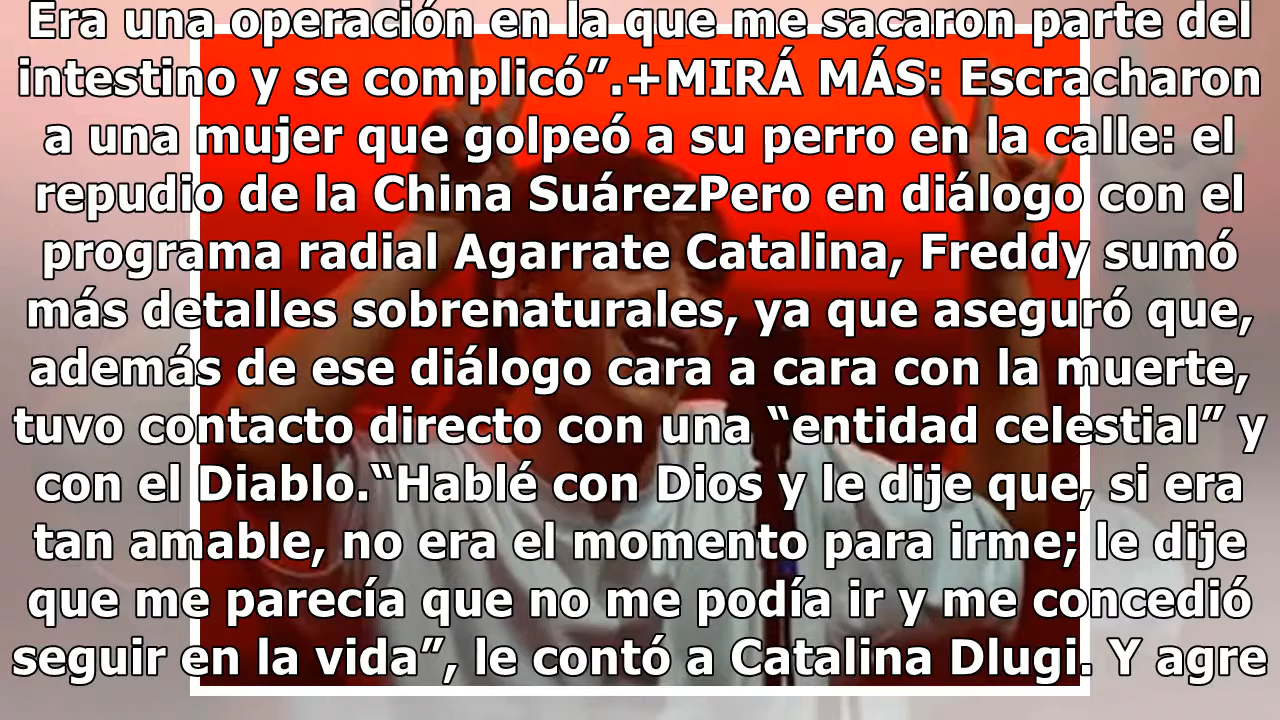 Era una operación en la que me sacaron parte del
intestino y se complicó”.+MIRÁ MÁS: Escracharon
a una mujer que golpeó a su perro en la calle: el
repudio de la China SuárezPero en diálogo con el
programa radial Agarrate Catalina, Freddy sumó
más detalles sobrenaturales, ya que aseguró que,
además de ese diálogo cara a cara con la muerte,
tuvo contacto directo con una “entidad celestial” y
con el Diablo.“Hablé con Dios y le dije que, si era
tan amable, no era el momento para irme; le dije
que me parecía que no me podía ir y me concedió
seguir en la vida”, le contó a Catalina Dlugi. Y agre